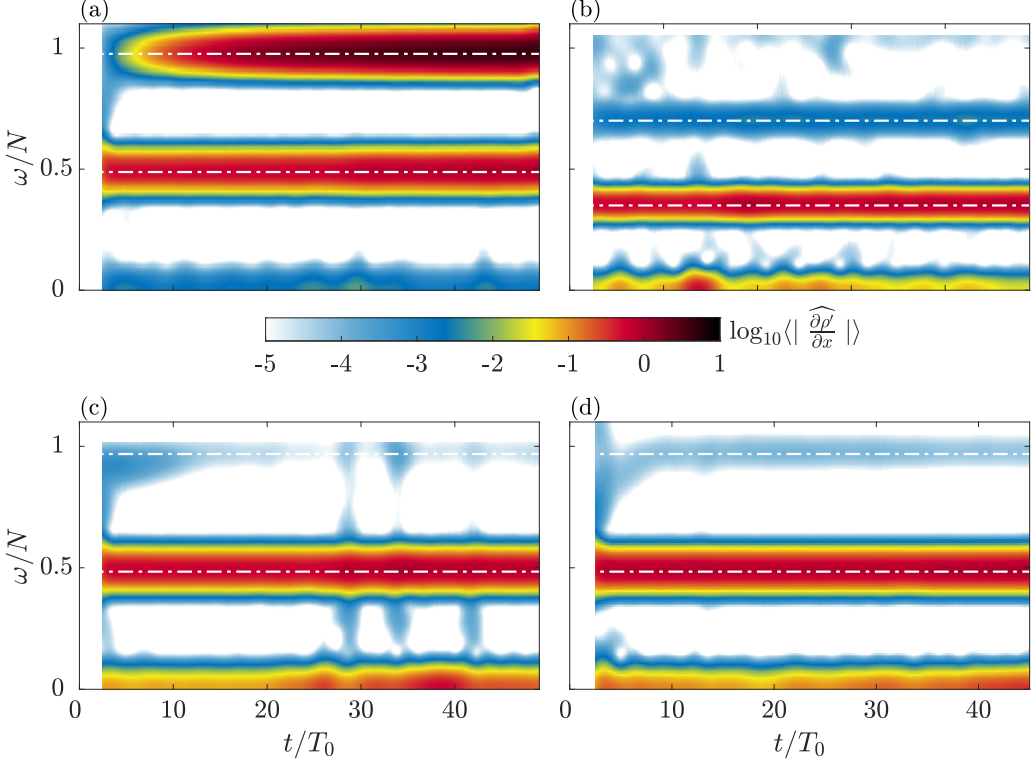 (a) (b)
1
0.5
0
ω/N
-5 -4 -3 -2 -1 0 1
log₁₀⟨| \widehat{∂ρ′/∂x} |⟩
(c) (d)
1
0.5
0
ω/N
0 10 20 30 40 0 10 20 30 40
t/T₀ t/T₀